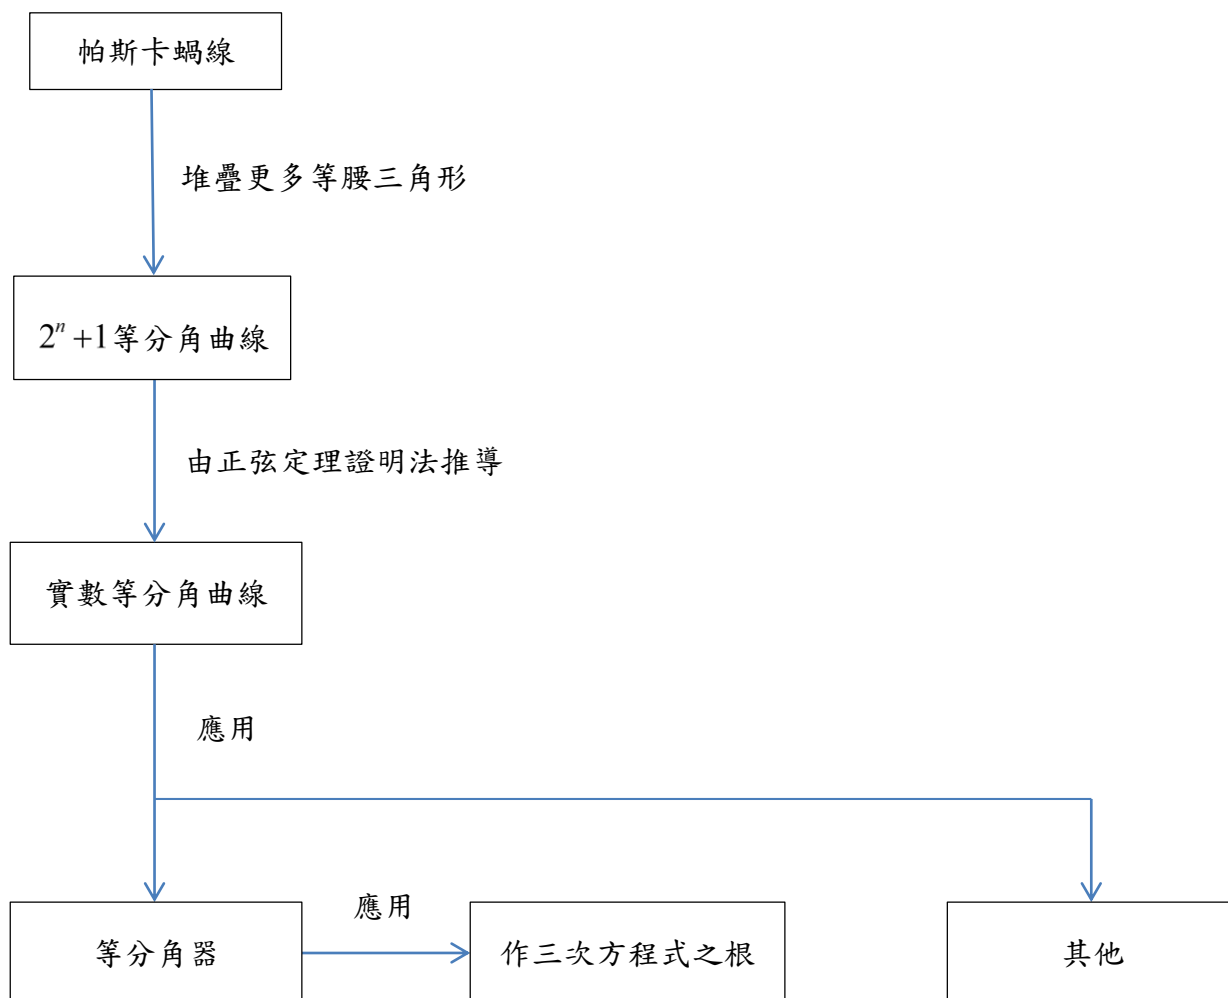 帕斯卡蝸線
堆疊更多等腰三角形
2ⁿ+1等分角曲線
由正弦定理證明法推導
實數等分角曲線
應用
等分角器
應用
作三次方程式之根
其他